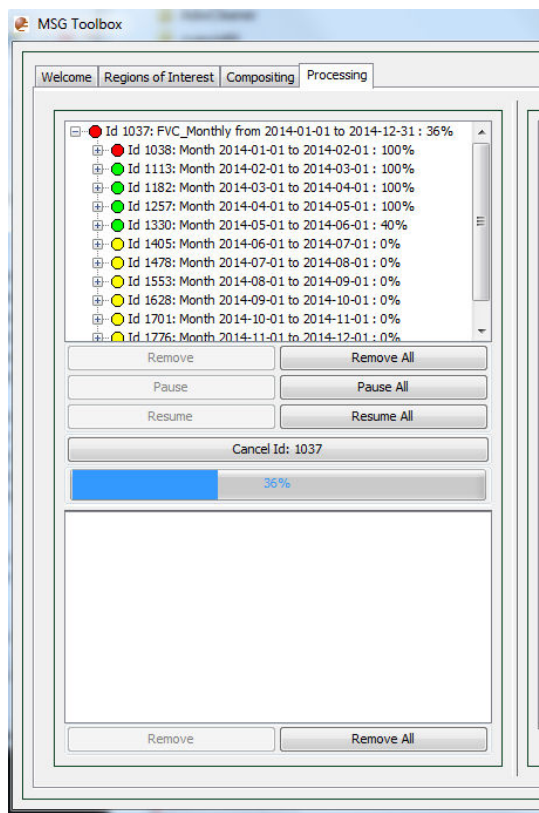 MSG Toolbox
Welcome Regions of Interest Compositing Processing
Id 1037: FVC_Monthly from 2014-01-01 to 2014-12-31 : 36%
Id 1038: Month 2014-01-01 to 2014-02-01 : 100%
Id 1113: Month 2014-02-01 to 2014-03-01 : 100%
Id 1182: Month 2014-03-01 to 2014-04-01 : 100%
Id 1257: Month 2014-04-01 to 2014-05-01 : 100%
Id 1330: Month 2014-05-01 to 2014-06-01 : 40%
Id 1405: Month 2014-06-01 to 2014-07-01 : 0%
Id 1478: Month 2014-07-01 to 2014-08-01 : 0%
Id 1553: Month 2014-08-01 to 2014-09-01 : 0%
Id 1628: Month 2014-09-01 to 2014-10-01 : 0%
Id 1701: Month 2014-10-01 to 2014-11-01 : 0%
Id 1776: Month 2014-11-01 to 2014-12-01 : 0%
Remove Remove All
Pause Pause All
Resume Resume All
Cancel Id: 1037
36%
Remove Remove All